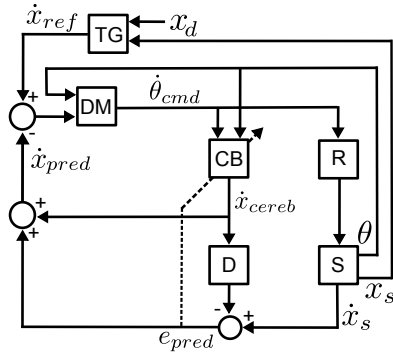 ẋ_ref
TG
x_d
+
-
DM
θ̇_cmd
CB
R
ẋ_pred
ẋ_cereb
+
+
D
S
θ
x_s
-
+
ẋ_s
e_pred